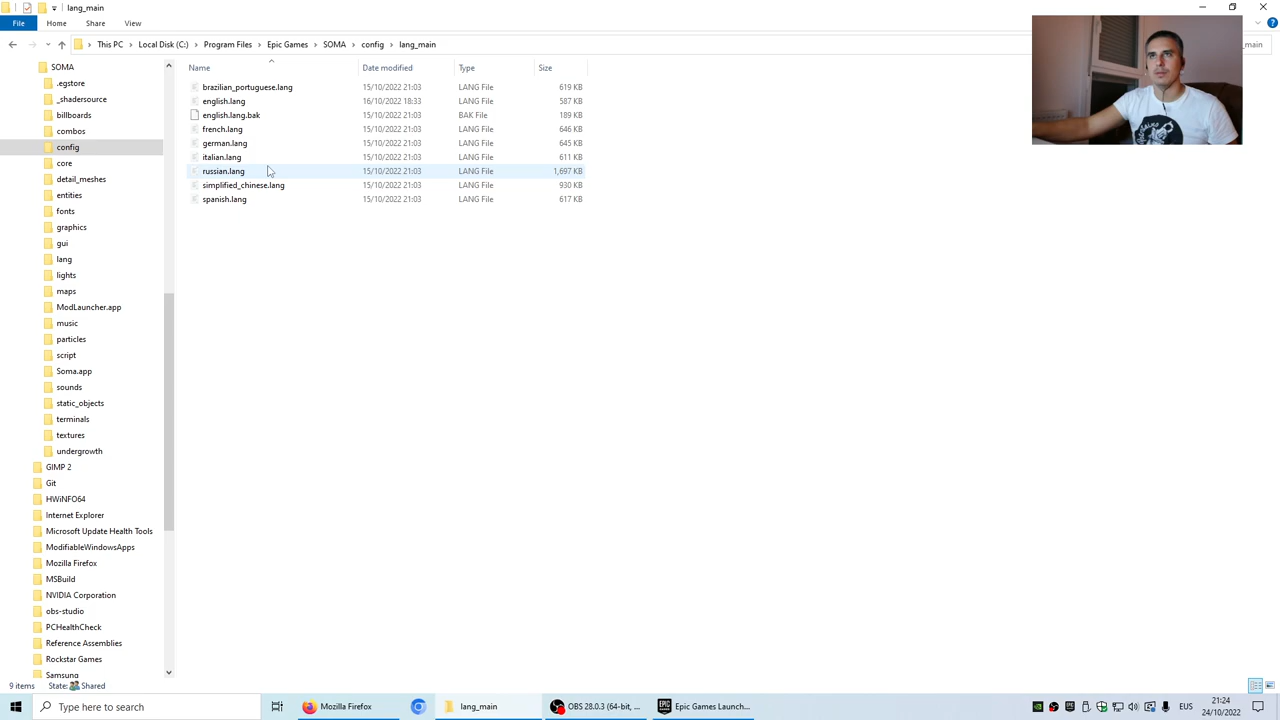 lang_main
File Home Share View
This PC Local Disk (C:) Program Files Epic Games SOMA config lang_main
_main
SOMA
.egstore
_shadersource
billboards
combos
config
core
detail_meshes
entities
fonts
graphics
gui
lang
lights
maps
ModLauncher.app
music
particles
script
Soma.app
sounds
static_objects
terminals
textures
undergrowth
GIMP 2
Git
HWiNFO64
Internet Explorer
Microsoft Update Health Tools
ModifiableWindowsApps
Mozilla Firefox
MSBuild
NVIDIA Corporation
obs-studio
PCHealthCheck
Reference Assemblies
Rockstar Games
Samsung
Name Date modified Type Size
brazilian_portuguese.lang 15/10/2022 21:03 LANG File 619 KB
english.lang 16/10/2022 18:33 LANG File 587 KB
english.lang.bak 15/10/2022 21:03 BAK File 189 KB
french.lang 15/10/2022 21:03 LANG File 646 KB
german.lang 15/10/2022 21:03 LANG File 645 KB
italian.lang 15/10/2022 21:03 LANG File 611 KB
russian.lang 15/10/2022 21:03 LANG File 1,697 KB
simplified_chinese.lang 15/10/2022 21:03 LANG File 930 KB
spanish.lang 15/10/2022 21:03 LANG File 617 KB
9 items State: Shared
Type here to search Mozilla Firefox lang_main OBS 28.0.3 (64-bit, ... Epic Games Launch... EUS 21:24
24/10/2022